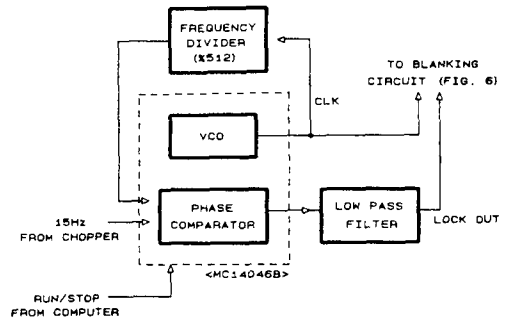 FREQUENCY
DIVIDER
(%512)
TO BLANKING
CIRCUIT (FIG. 6)
CLK
VCO
PHASE
COMPARATOR
LOW PASS
FILTER
15Hz
FROM CHOPPER
LOCK OUT
<MC14046B>
RUN/STOP
FROM COMPUTER